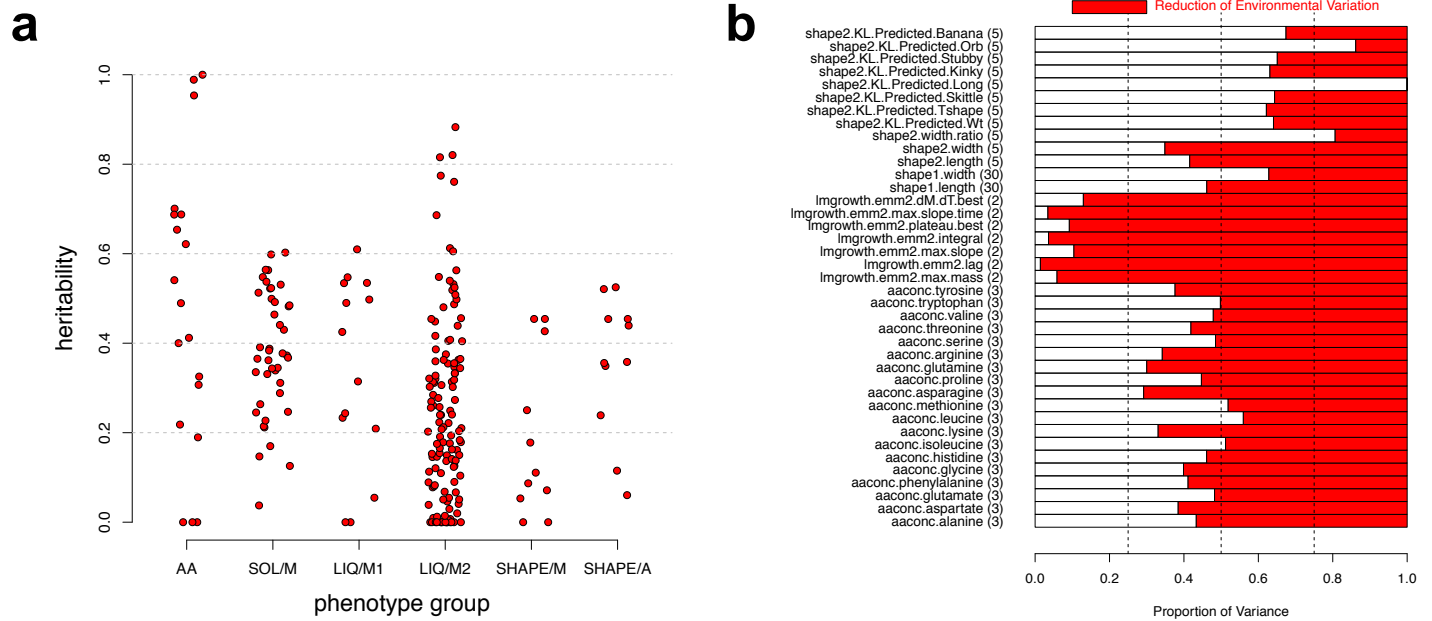 a
heritability
1.0
0.8
0.6
0.4
0.2
0.0
AA SOL/M LIQ/M1 LIQ/M2 SHAPE/M SHAPE/A
phenotype group
b
Reduction of Environmental Variation
shape2.KL.Predicted.Banana (5)
shape2.KL.Predicted.Orb (5)
shape2.KL.Predicted.Stubby (5)
shape2.KL.Predicted.Kinky (5)
shape2.KL.Predicted.Long (5)
shape2.KL.Predicted.Skittle (5)
shape2.KL.Predicted.Tshape (5)
shape2.KL.Predicted.Wt (5)
shape2.width.ratio (5)
shape2.width (5)
shape2.length (5)
shape1.width (30)
shape1.length (30)
lmgrowth.emm2.dM.dT.best (2)
lmgrowth.emm2.max.slope.time (2)
lmgrowth.emm2.plateau.best (2)
lmgrowth.emm2.integral (2)
lmgrowth.emm2.max.slope (2)
lmgrowth.emm2.lag (2)
lmgrowth.emm2.max.mass (2)
aaconc.tyrosine (3)
aaconc.tryptophan (3)
aaconc.valine (3)
aaconc.threonine (3)
aaconc.serine (3)
aaconc.arginine (3)
aaconc.glutamine (3)
aaconc.proline (3)
aaconc.asparagine (3)
aaconc.methionine (3)
aaconc.leucine (3)
aaconc.lysine (3)
aaconc.isoleucine (3)
aaconc.histidine (3)
aaconc.glycine (3)
aaconc.phenylalanine (3)
aaconc.glutamate (3)
aaconc.aspartate (3)
aaconc.alanine (3)
0.0 0.2 0.4 0.6 0.8 1.0
Proportion of Variance